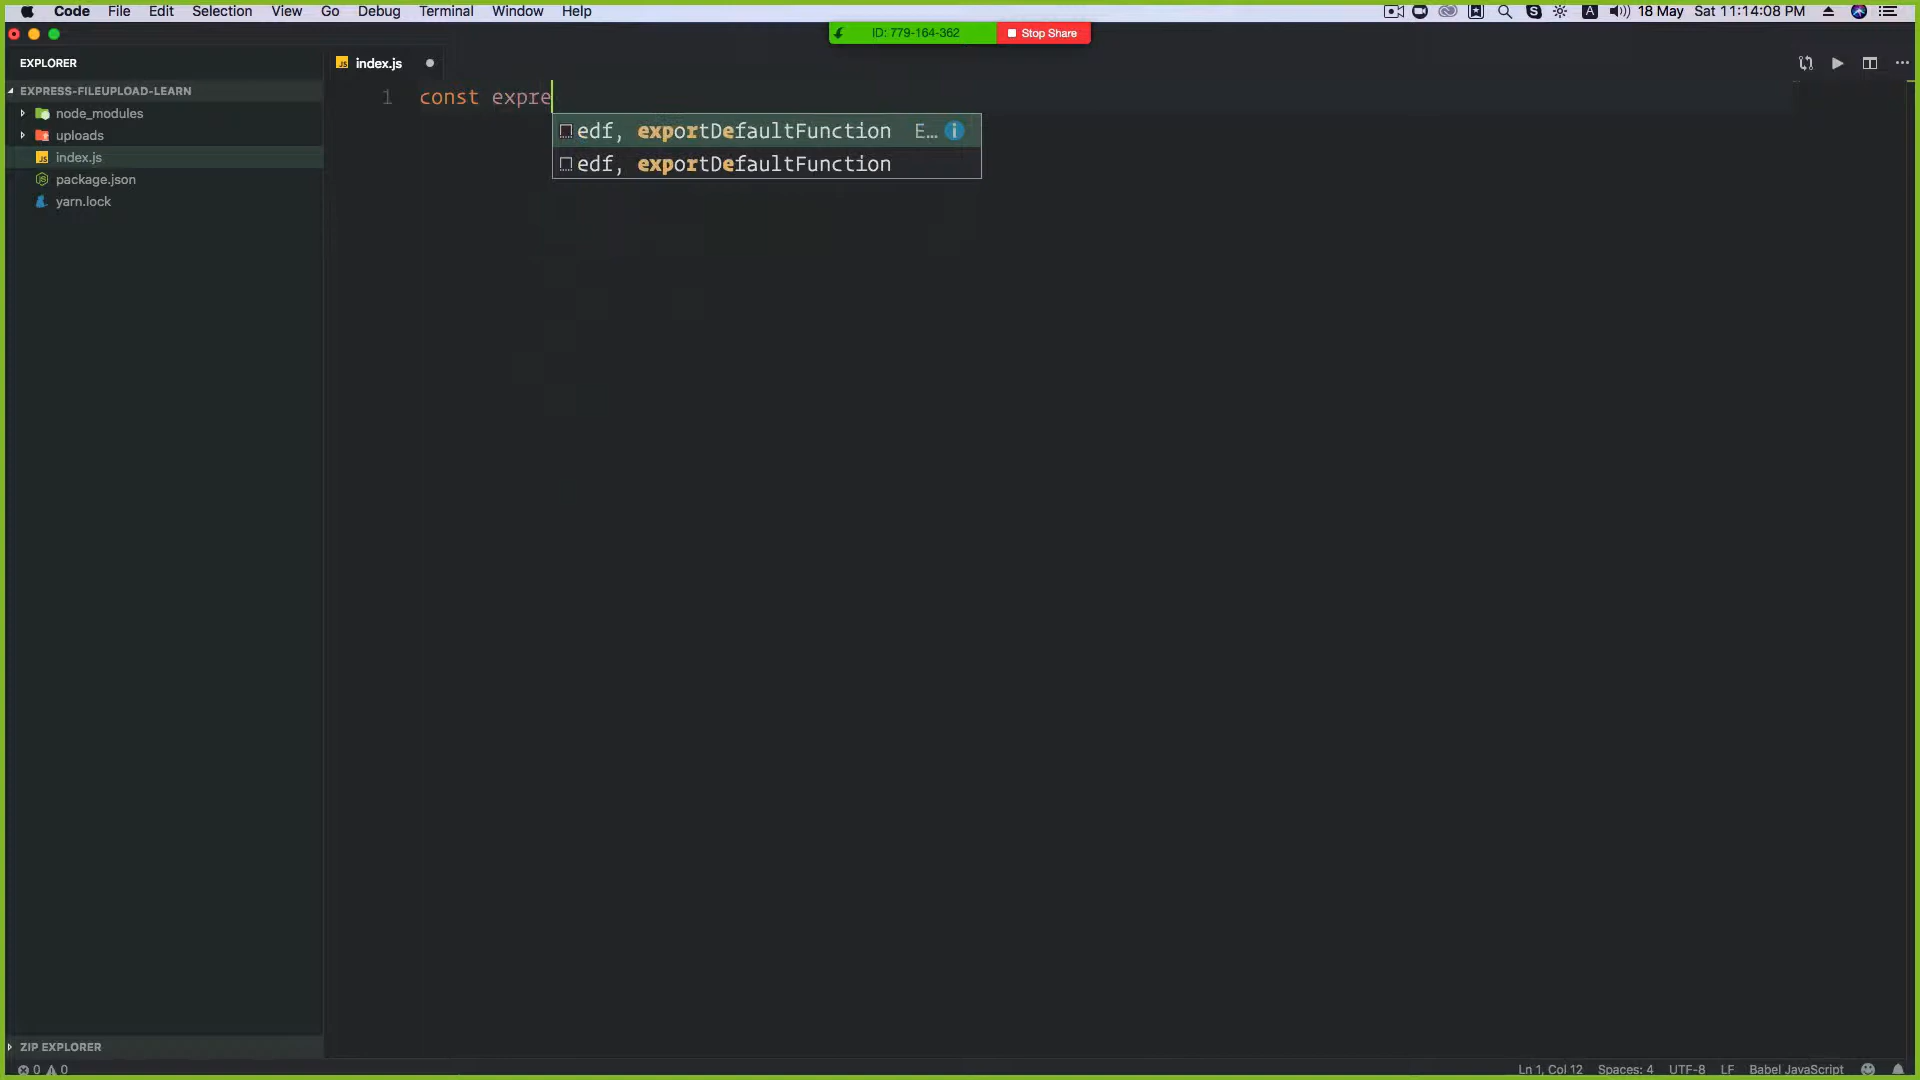 Code File Edit Selection View Go Debug Terminal Window Help 18 May Sat 11:14:08 PM
ID: 779-164-362 Stop Share
EXPLORER
EXPRESS-FILEUPLOAD-LEARN
node_modules
uploads
index.js
package.json
yarn.lock
ZIP EXPLORER
index.js
1 const expre
edf, exportDefaultFunction E...
edf, exportDefaultFunction
0 0 Ln 1, Col 12 Spaces: 4 UTF-8 LF Babel JavaScript